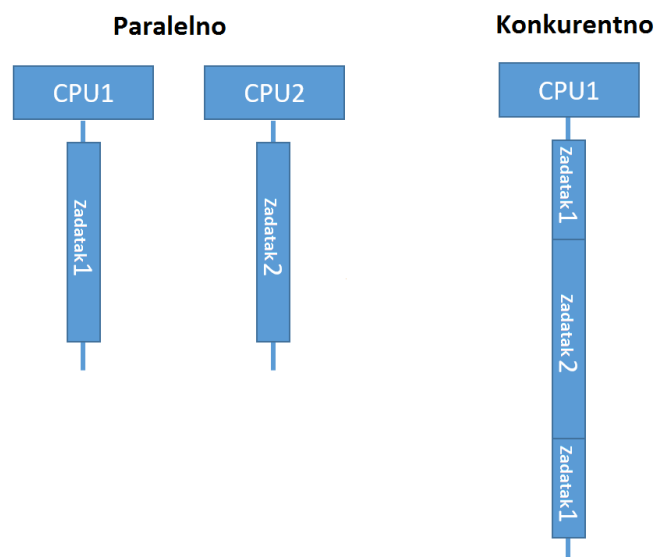 Paralelno
Konkurentno
CPU1
CPU2
CPU1
Zadatak1
Zadatak2
Zadatak1
Zadatak2
Zadatak1